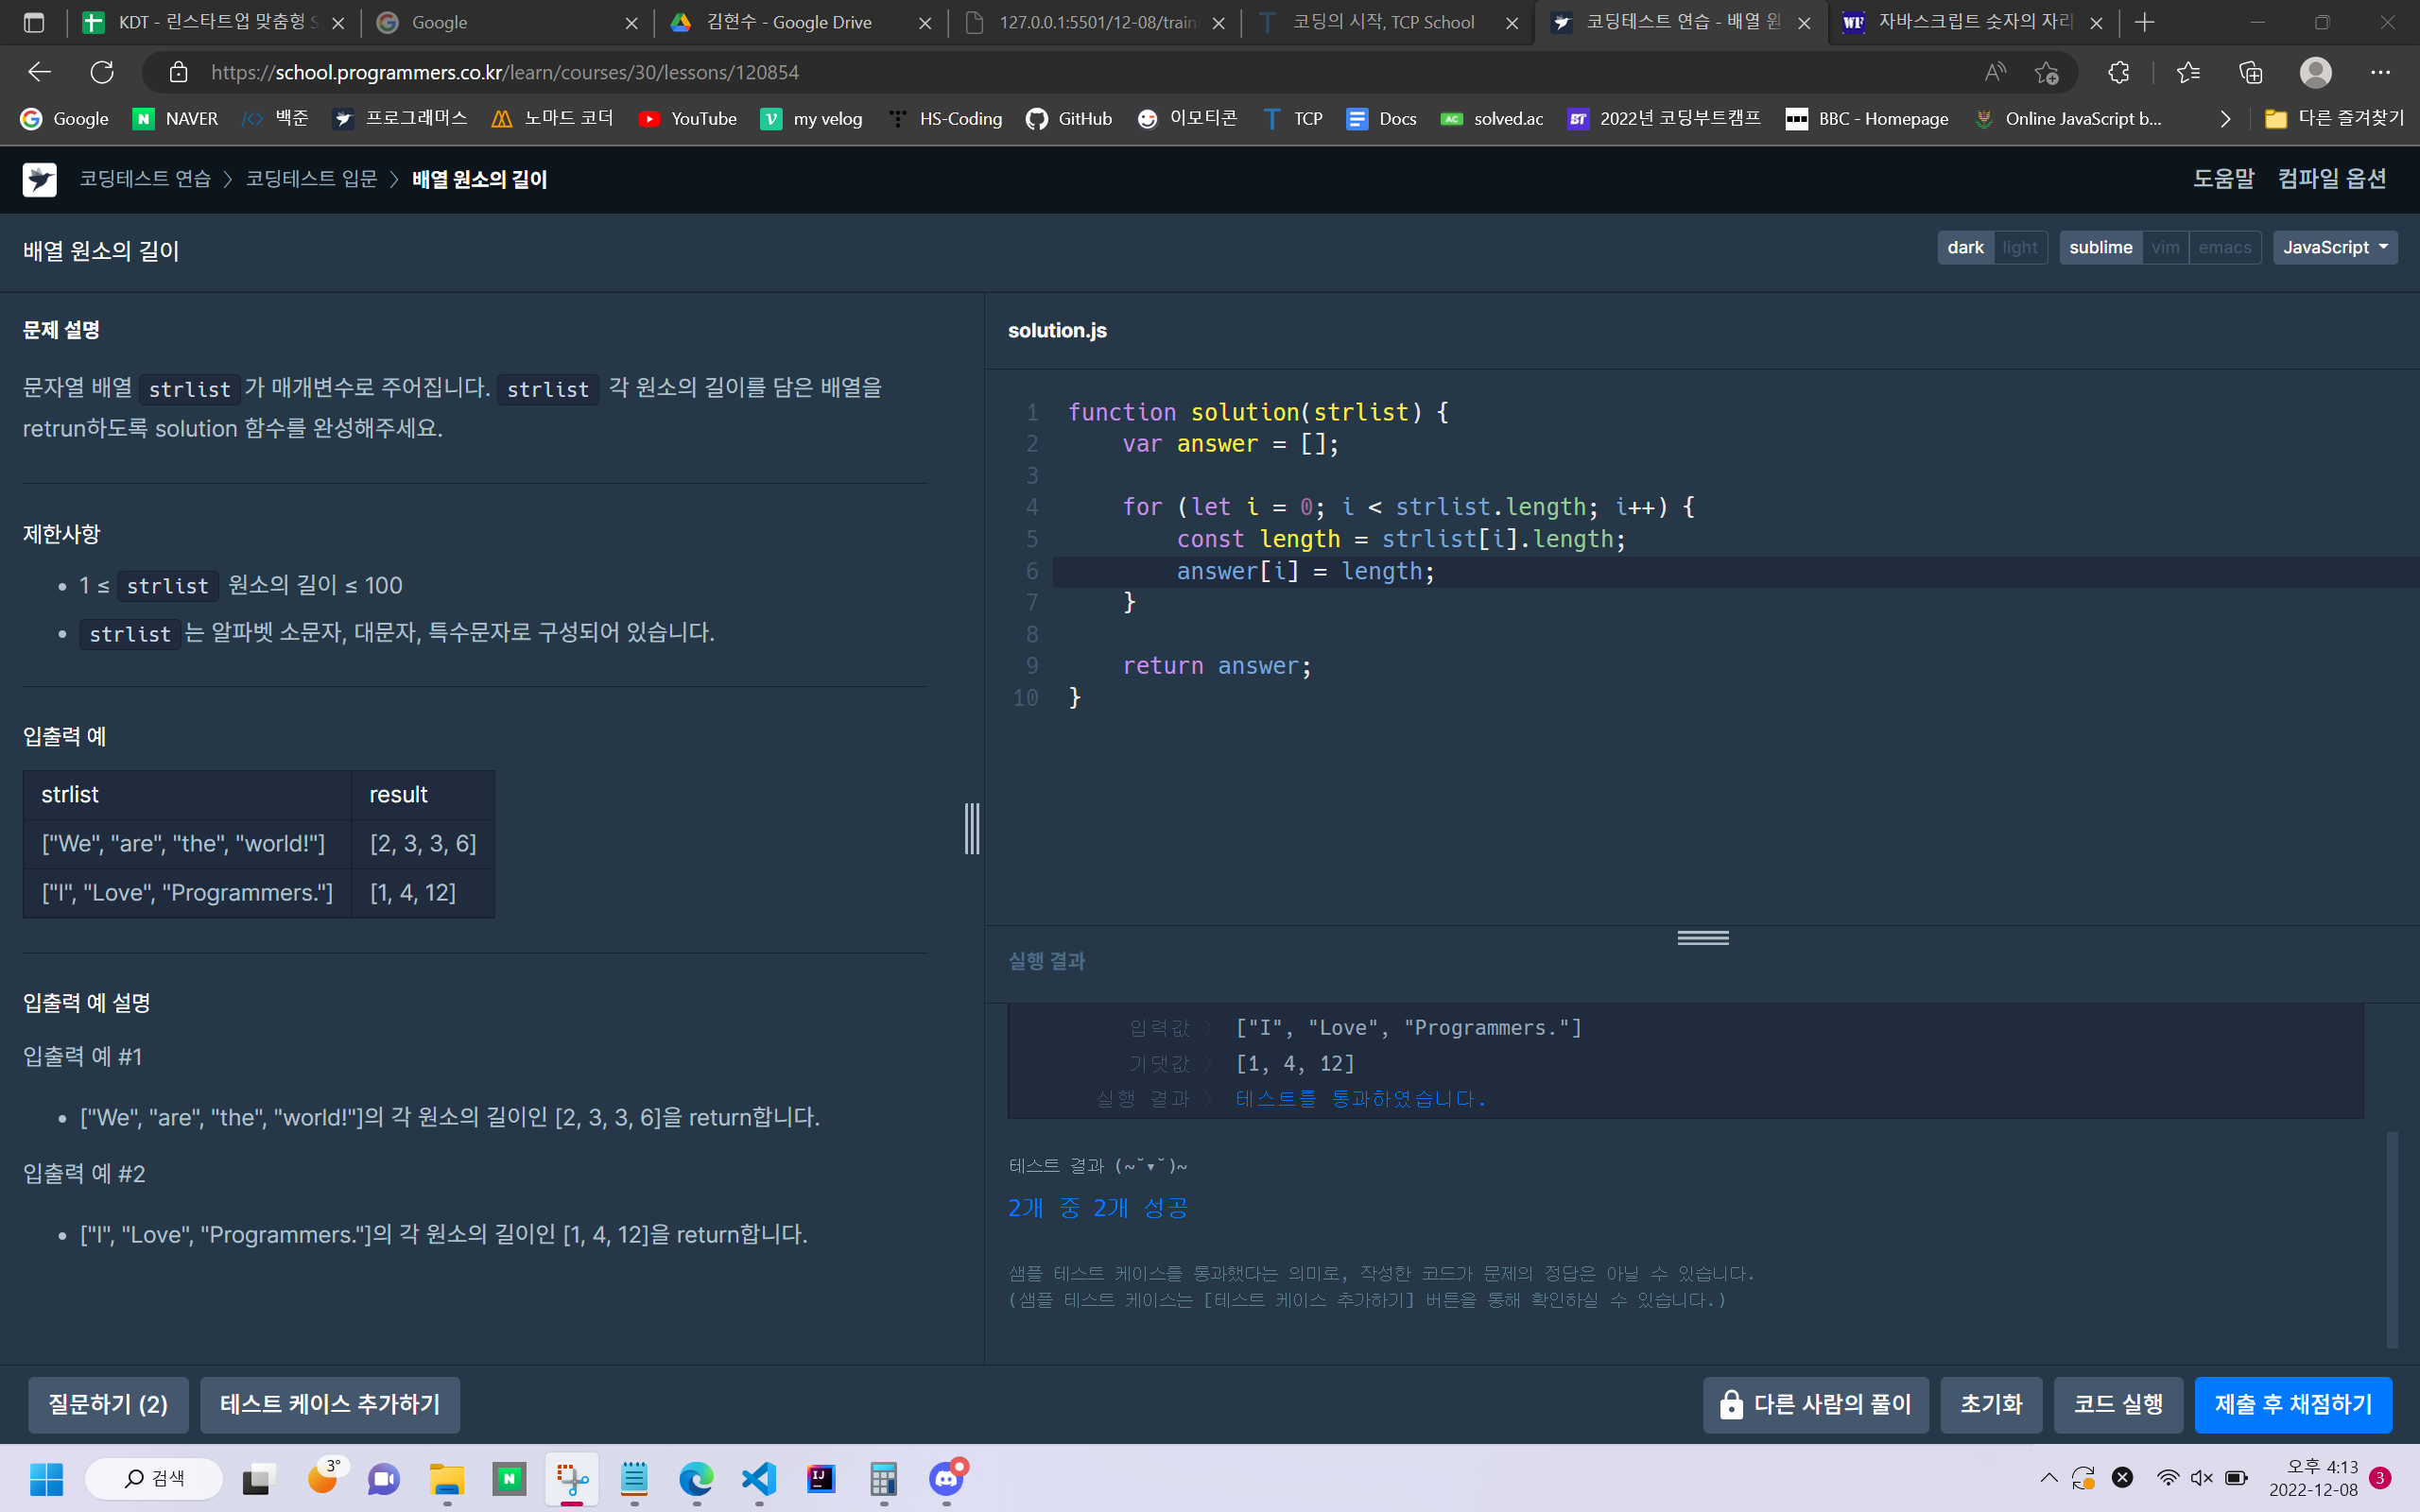 KDT - 린스타트업 맞춤형 S
Google
김현수 - Google Drive
127.0.0.1:5501/12-08/traini
코딩의 시작, TCP School
코딩테스트 연습 - 배열 원
자바스크립트 숫자의 자리
https://school.programmers.co.kr/learn/courses/30/lessons/120854
Google
NAVER
백준
프로그래머스
노마드 코더
YouTube
my velog
HS-Coding
GitHub
이모티콘
TCP
Docs
solved.ac
2022년 코딩부트캠프
BBC - Homepage
Online JavaScript b...
다른 즐겨찾기
코딩테스트 연습 > 코딩테스트 입문 > 배열 원소의 길이
도움말 컴파일 옵션
배열 원소의 길이
dark light sublime vim emacs JavaScript
문제 설명
문자열 배열 strlist가 매개변수로 주어집니다. strlist 각 원소의 길이를 담은 배열을
retrun하도록 solution 함수를 완성해주세요.
제한사항
• 1 ≤ strlist 원소의 길이 ≤ 100
• strlist는 알파벳 소문자, 대문자, 특수문자로 구성되어 있습니다.
입출력 예
strlist result
["We", "are", "the", "world!"] [2, 3, 3, 6]
["I", "Love", "Programmers."] [1, 4, 12]
입출력 예 설명
입출력 예 #1
• ["We", "are", "the", "world!"]의 각 원소의 길이인 [2, 3, 3, 6]을 return합니다.
입출력 예 #2
• ["I", "Love", "Programmers."]의 각 원소의 길이인 [1, 4, 12]을 return합니다.
solution.js
1 function solution(strlist) {
2 var answer = [];
3
4 for (let i = 0; i < strlist.length; i++) {
5 const length = strlist[i].length;
6 answer[i] = length;
7 }
8
9 return answer;
10 }
실행 결과
입력값 〉 ["I", "Love", "Programmers."]
기댓값 〉 [1, 4, 12]
실행 결과 〉 테스트를 통과하였습니다.
테스트 결과 (~˘▾˘)~
2개 중 2개 성공
샘플 테스트 케이스를 통과했다는 의미로, 작성한 코드가 문제의 정답은 아닐 수 있습니다.
(샘플 테스트 케이스는 [테스트 케이스 추가하기] 버튼을 통해 확인하실 수 있습니다.)
질문하기 (2) 테스트 케이스 추가하기
다른 사람의 풀이 초기화 코드 실행 제출 후 채점하기
검색
3°
오후 4:13
2022-12-08
3